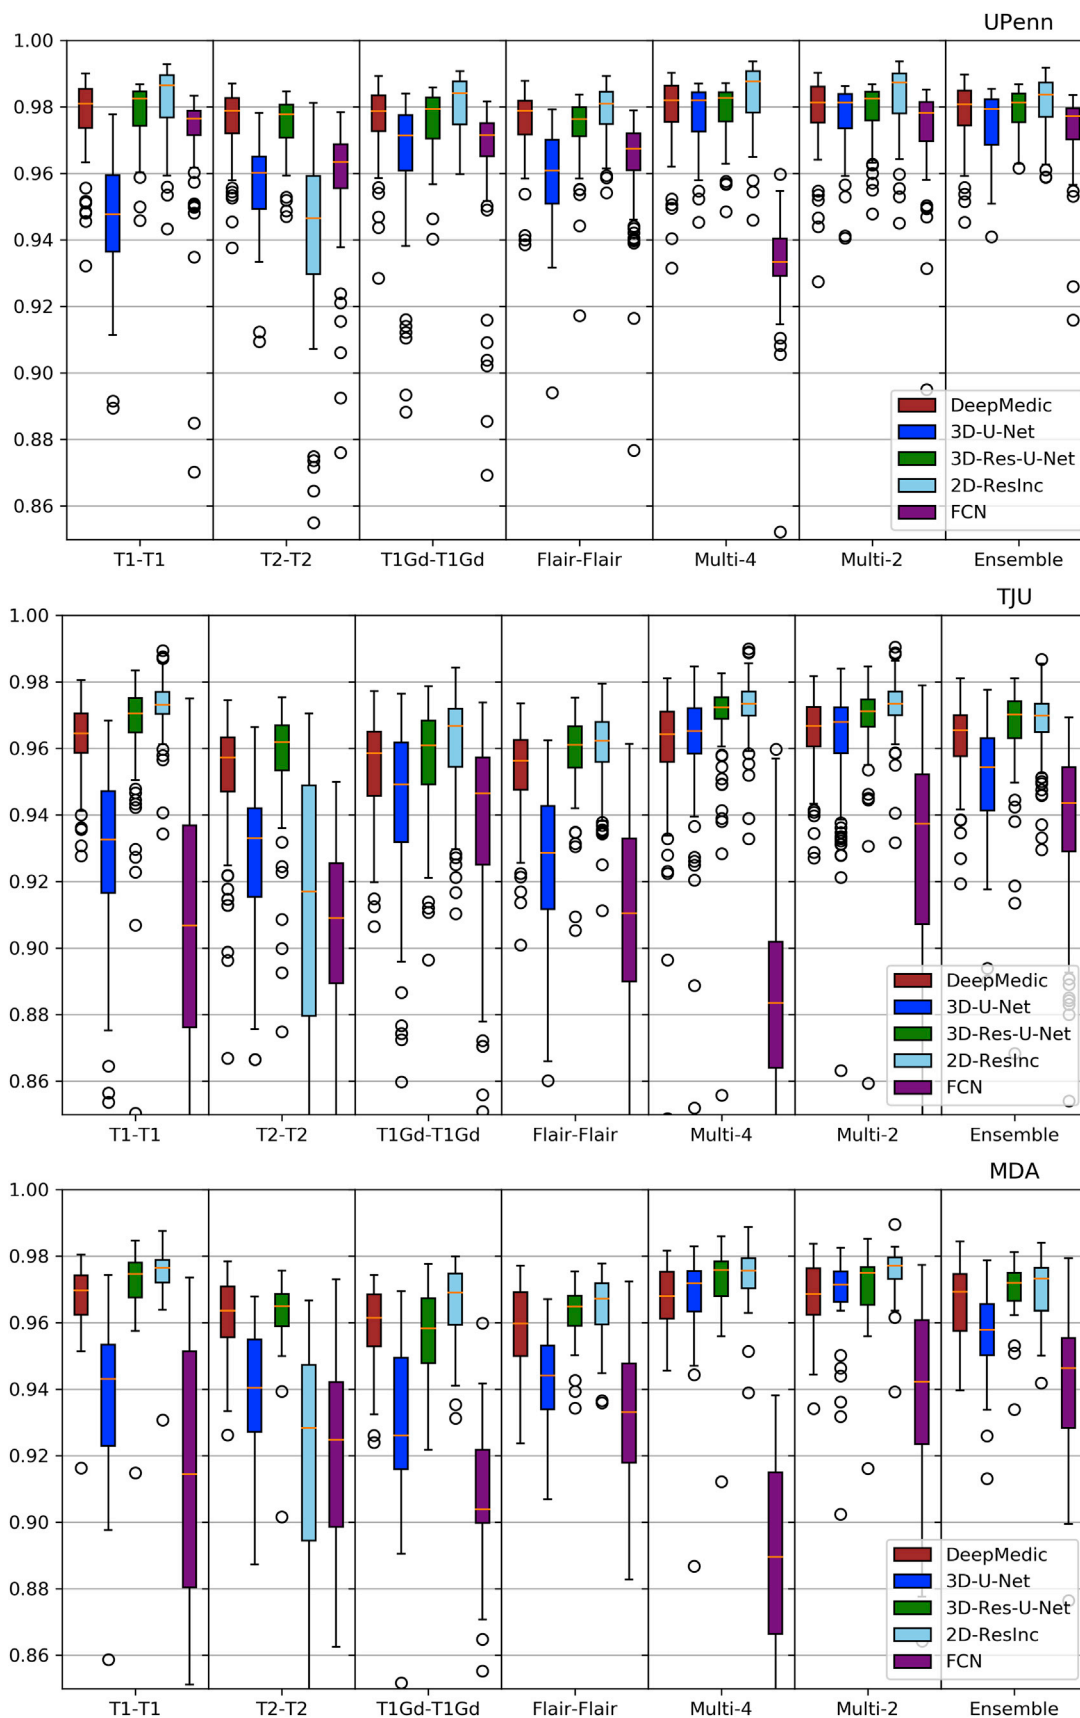 UPenn
1.00
0.98
0.96
0.94
0.92
0.90
0.88
0.86
DeepMedic
3D-U-Net
3D-Res-U-Net
2D-ResInc
FCN
T1-T1 T2-T2 T1Gd-T1Gd Flair-Flair Multi-4 Multi-2 Ensemble
TJU
1.00
0.98
0.96
0.94
0.92
0.90
0.88
0.86
DeepMedic
3D-U-Net
3D-Res-U-Net
2D-ResInc
FCN
T1-T1 T2-T2 T1Gd-T1Gd Flair-Flair Multi-4 Multi-2 Ensemble
MDA
1.00
0.98
0.96
0.94
0.92
0.90
0.88
0.86
DeepMedic
3D-U-Net
3D-Res-U-Net
2D-ResInc
FCN
T1-T1 T2-T2 T1Gd-T1Gd Flair-Flair Multi-4 Multi-2 Ensemble